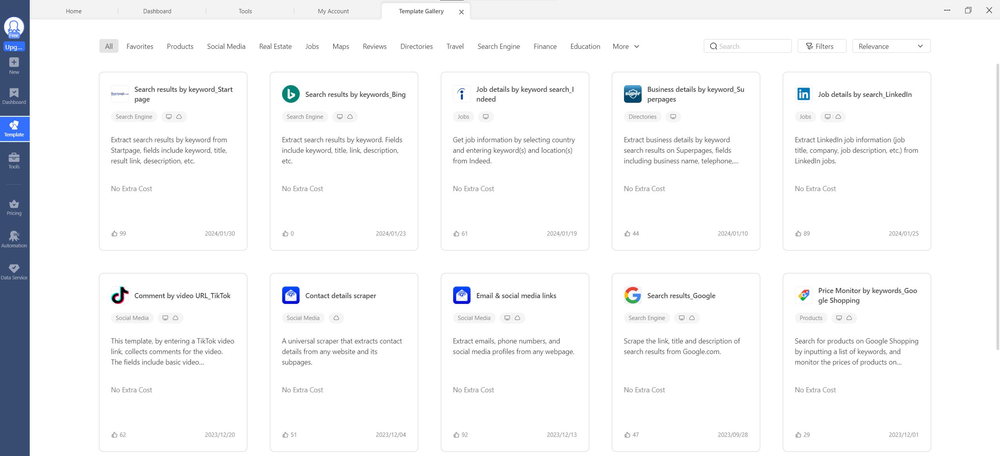 Home
Dashboard
Tools
My Account
Template Gallery
Free
Upg...
New
Dashboard
Template
Tools
Pricing
Automation
Data Service
All
Favorites
Products
Social Media
Real Estate
Jobs
Maps
Reviews
Directories
Travel
Search Engine
Finance
Education
More
Search
Filters
Relevance
Startpage.com
Search results by keyword_Start
page
Search Engine
Extract search results by keyword from
Startpage, fields include keyword, title,
result link, desecription, etc.
No Extra Cost
99
2024/01/30
Search results by keywords_Bing
Search Engine
Extract search results by keyword. Fields
include keyword, title, link, description,
etc.
No Extra Cost
0
2024/01/23
Job details by keyword search_I
ndeed
Jobs
Get job information by selecting country
and entering keyword(s) and location(s)
from Indeed.
No Extra Cost
61
2024/01/19
super
Business details by keyword_Su
perpages
Directories
Extract business details by keyword
search results on Superpages, fields
including business name, telephone,...
No Extra Cost
44
2024/01/10
in
Job details by search_LinkedIn
Jobs
Extract LinkedIn job information (job
title, company, job description, etc.) from
LinkedIn jobs.
No Extra Cost
89
2024/01/25
Comment by video URL_TikTok
Social Media
This template, by entering a TikTok video
link, collects comments for the video.
The fields include basic video...
No Extra Cost
62
2023/12/20
@
Contact details scraper
Social Media
A universal scraper that extracts contact
details from any website and its
subpages.
No Extra Cost
51
2023/12/04
@
Email & social media links
Social Media
Extract emails, phone numbers, and
social media profiles from any webpage.
No Extra Cost
92
2023/12/13
Search results_Google
Search Engine
Scrape the link, title and description of
search results from Google.com.
No Extra Cost
47
2023/09/28
Price Monitor by keywords_Goo
gle Shopping
Products
Search for products on Google Shopping
by inputting a list of keywords, and
monitor the prices of products on...
No Extra Cost
29
2023/12/01